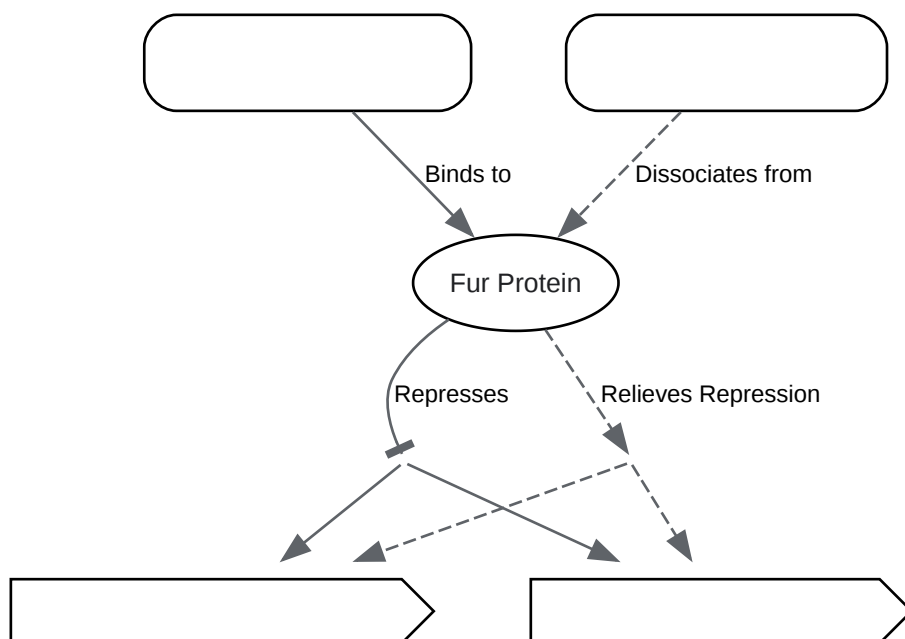 Binds to
Dissociates from
Fur Protein
Represses
Relieves Repression